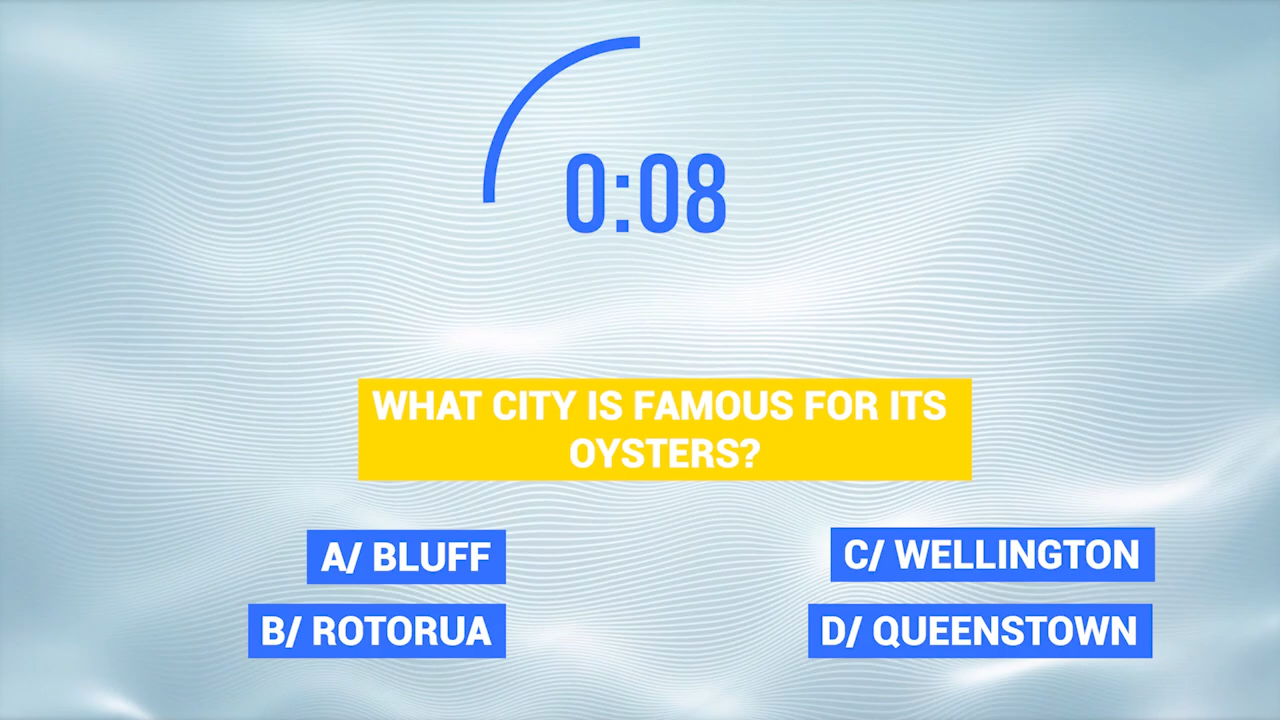 0:08
WHAT CITY IS FAMOUS FOR ITS
OYSTERS?
A/ BLUFF
B/ ROTORUA
C/ WELLINGTON
D/ QUEENSTOWN